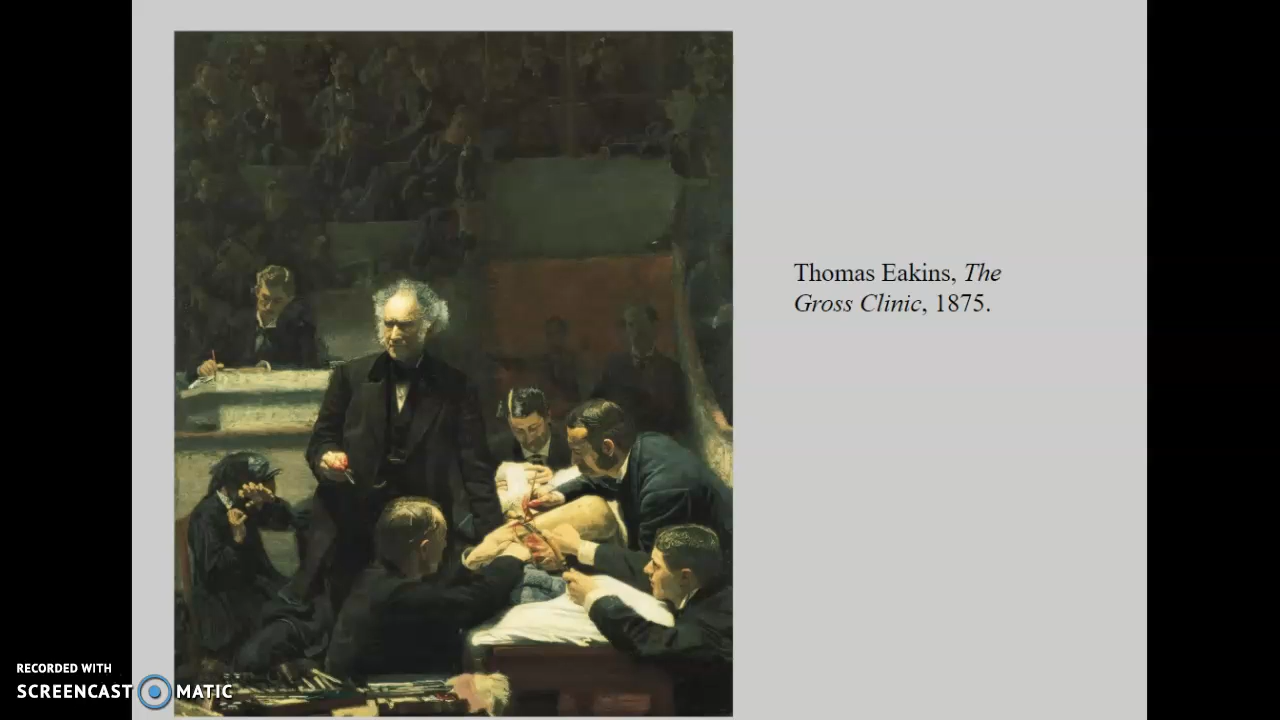 Thomas Eakins, The
Gross Clinic, 1875.
RECORDED WITH
SCREENCAST MATIC